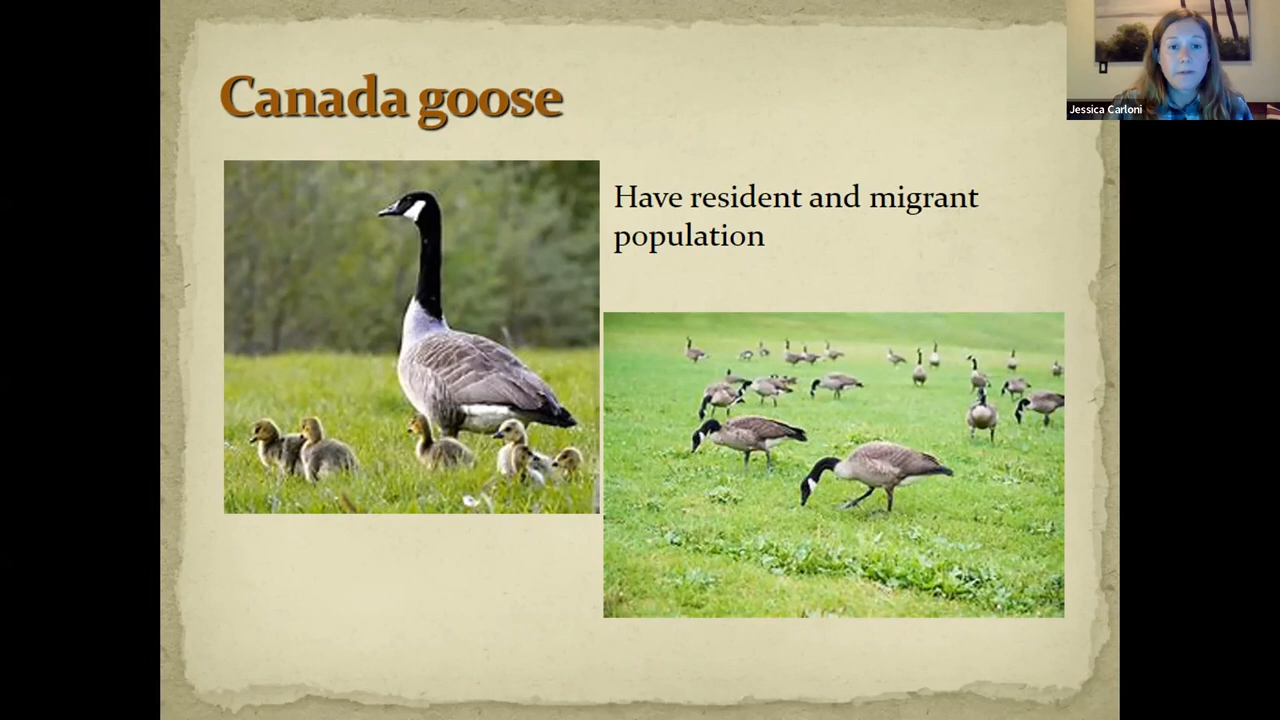 Canada goose
Have resident and migrant
population
Jessica Carloni